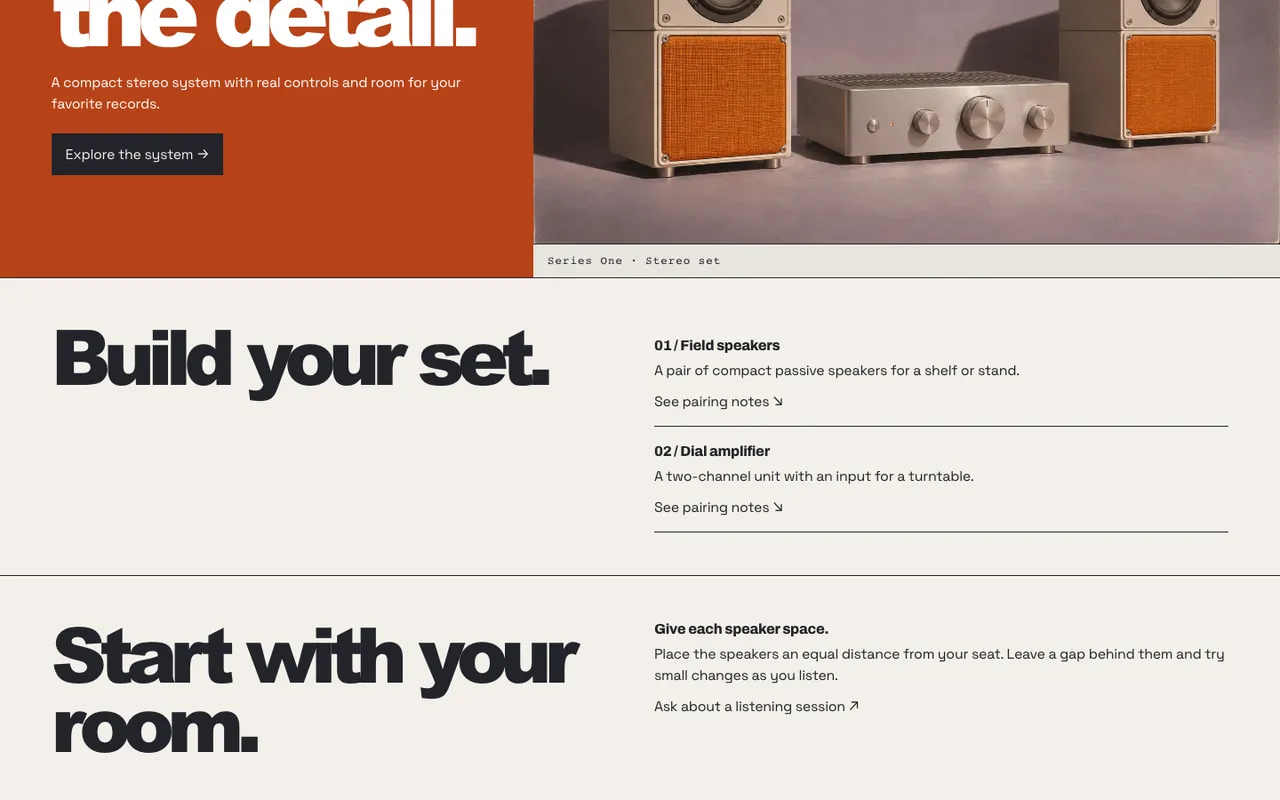 the detail.
A compact stereo system with real controls and room for your
favorite records.
Explore the system →
Series One · Stereo set
Build your set.
01 / Field speakers
A pair of compact passive speakers for a shelf or stand.
See pairing notes ↘
02 / Dial amplifier
A two-channel unit with an input for a turntable.
See pairing notes ↘
Start with your
room.
Give each speaker space.
Place the speakers an equal distance from your seat. Leave a gap behind them and try
small changes as you listen.
Ask about a listening session ↗